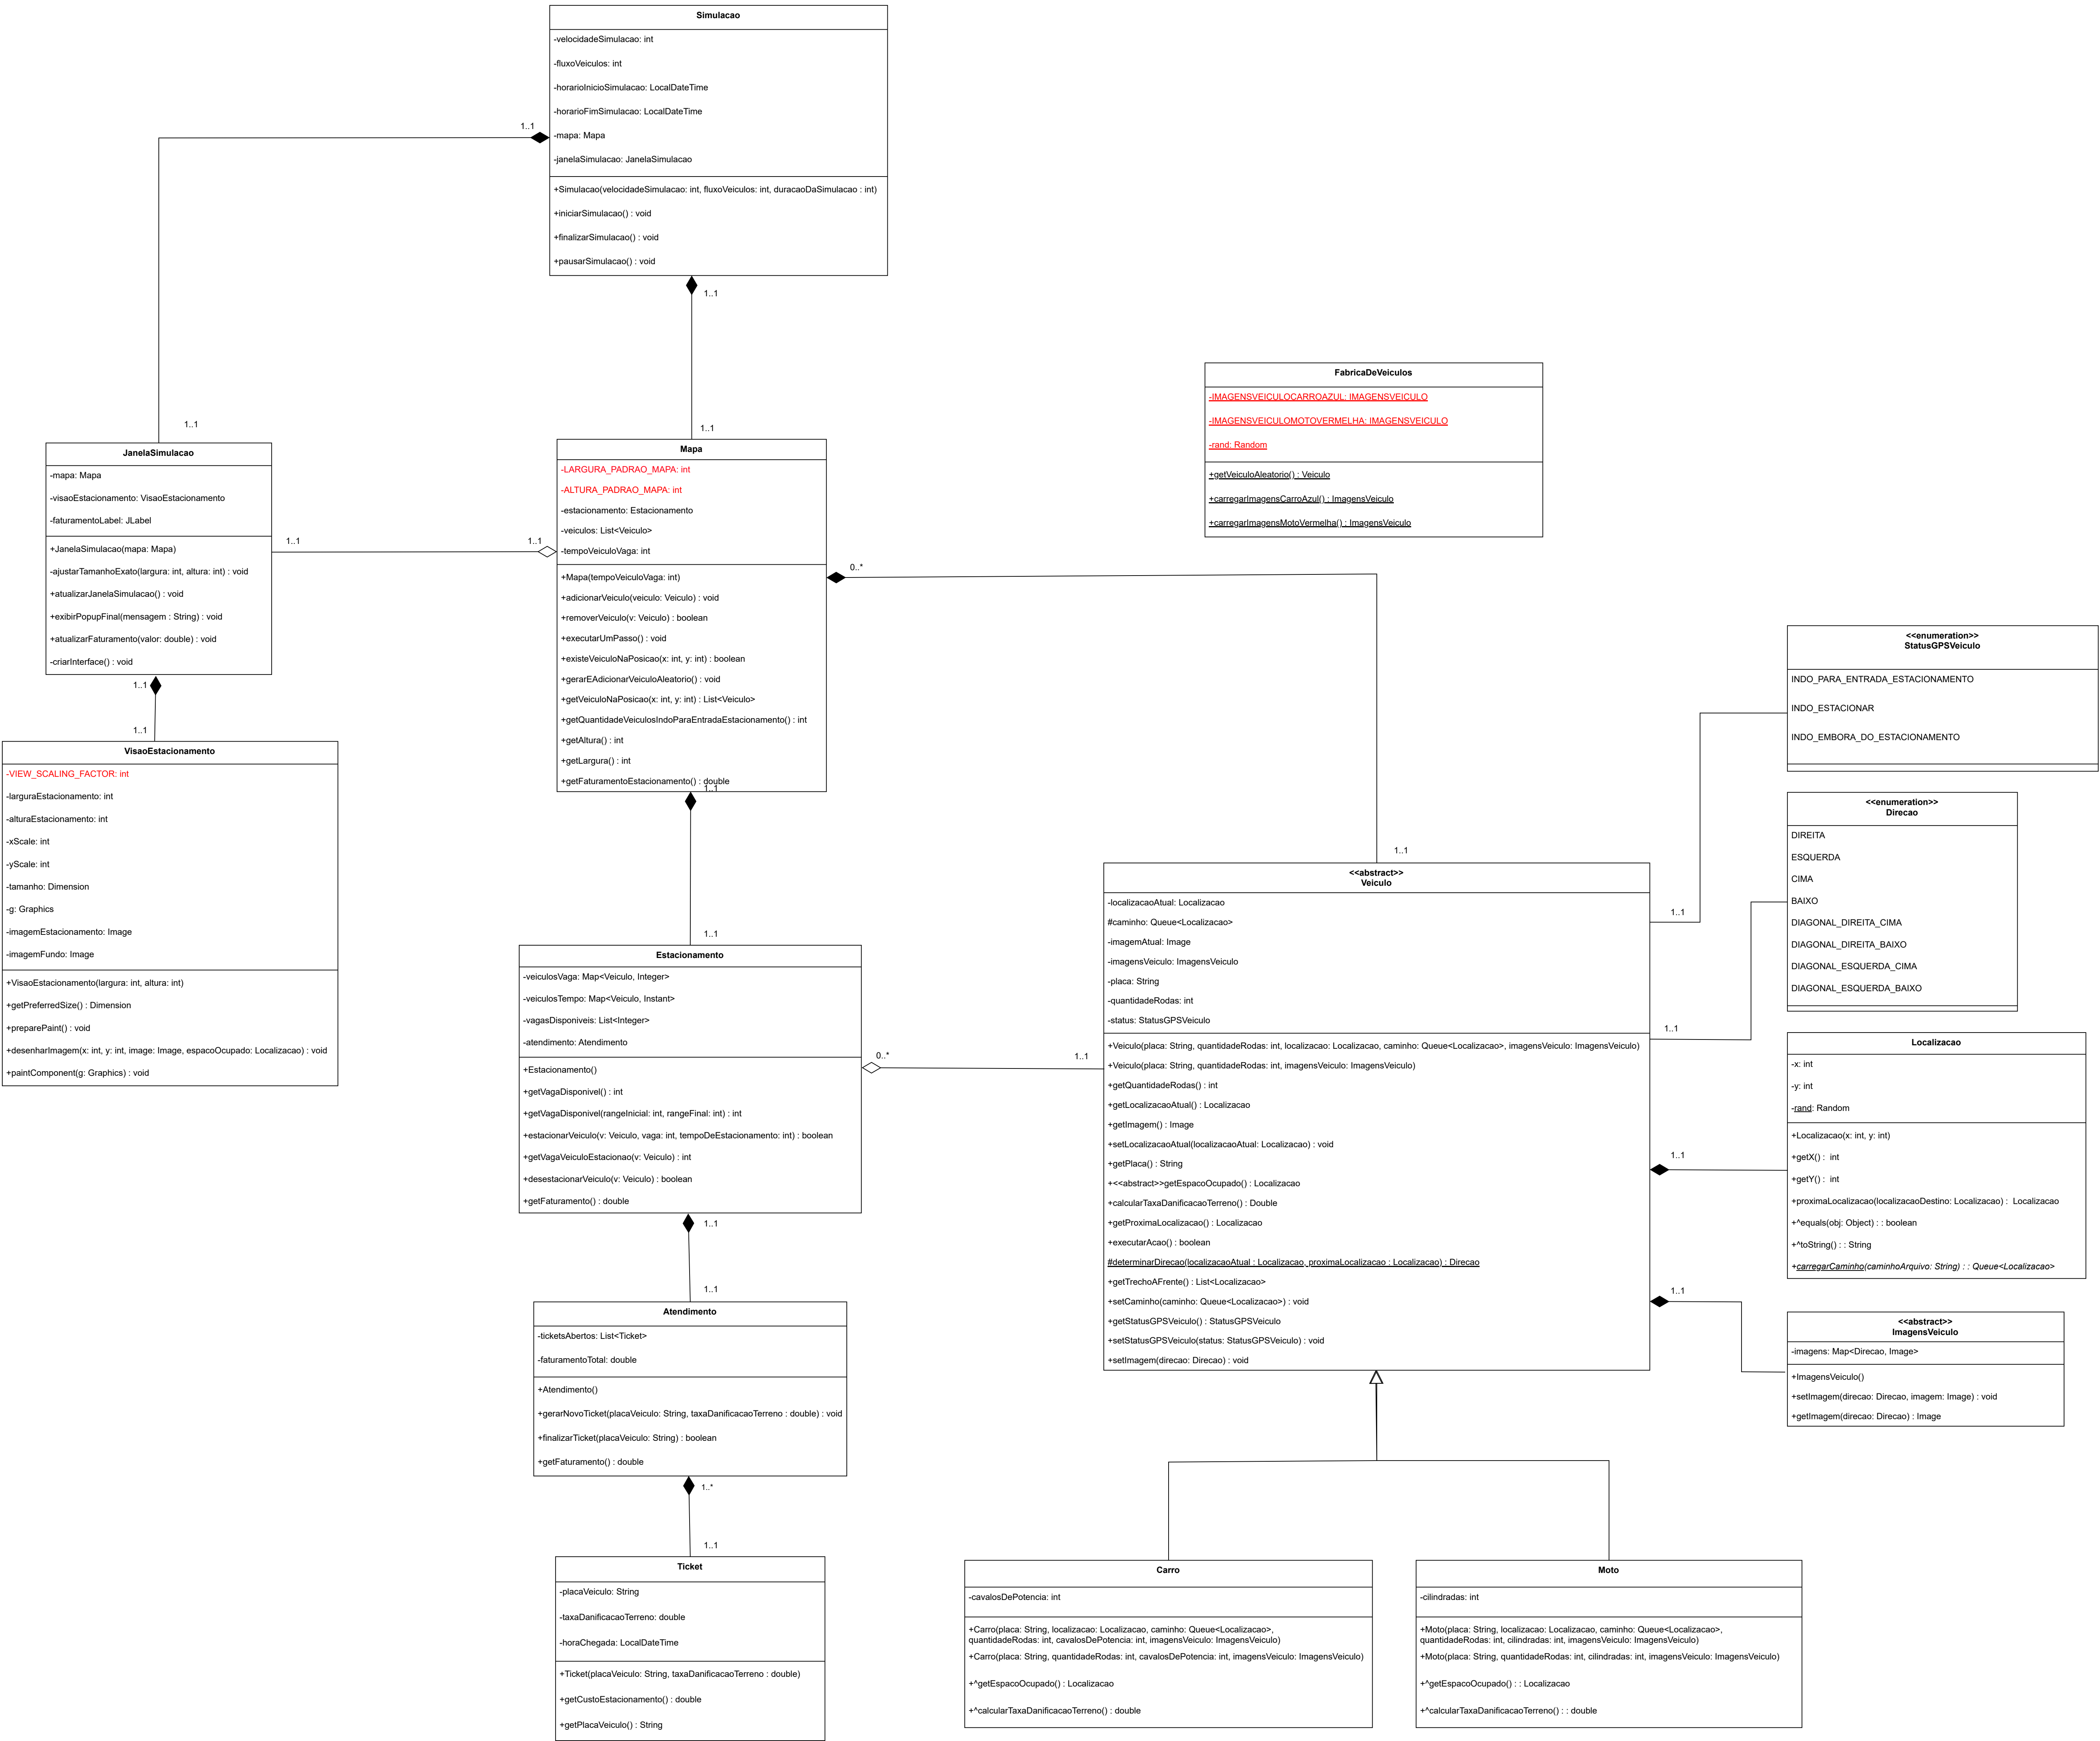 Simulacao
-velocidadeSimulacao: int
-fluxoVeiculos: int
-horarioInicioSimulacao: LocalDateTime
-horarioFimSimulacao: LocalDateTime
-mapa: Mapa
-janelaSimulacao: JanelaSimulacao
+Simulacao(velocidadeSimulacao: int, fluxoVeiculos: int, duracaoDaSimulacao : int)
+iniciarSimulacao() : void
+finalizarSimulacao() : void
+pausarSimulacao() : void
1..1
1..1
1..1
1..1
JanelaSimulacao
-mapa: Mapa
-visaoEstacionamento: VisaoEstacionamento
-faturamentoLabel: JLabel
+JanelaSimulacao(mapa: Mapa)
-ajustarTamanhoExato(largura: int, altura: int) : void
+atualizarJanelaSimulacao() : void
+exibirPopupFinal(mensagem : String) : void
+atualizarFaturamento(valor: double) : void
-criarInterface() : void
1..1
1..1
1..1
1..1
VisaoEstacionamento
-VIEW_SCALING_FACTOR: int
-larguraEstacionamento: int
-alturaEstacionamento: int
-xScale: int
-yScale: int
-tamanho: Dimension
-g: Graphics
-imagemEstacionamento: Image
-imagemFundo: Image
+VisaoEstacionamento(largura: int, altura: int)
+getPreferredSize() : Dimension
+preparePaint() : void
+desenharImagem(x: int, y: int, image: Image, espacoOcupado: Localizacao) : void
+paintComponent(g: Graphics) : void
Mapa
-LARGURA_PADRAO_MAPA: int
-ALTURA_PADRAO_MAPA: int
-estacionamento: Estacionamento
-veiculos: List<Veiculo>
-tempoVeiculoVaga: int
+Mapa(tempoVeiculoVaga: int)
+adicionarVeiculo(veiculo: Veiculo) : void
+removerVeiculo(v: Veiculo) : boolean
+executarUmPasso() : void
+existeVeiculoNaPosicao(x: int, y: int) : boolean
+gerarEAdicionarVeiculoAleatorio() : void
+getVeiculoNaPosicao(x: int, y: int) : List<Veiculo>
+getQuantidadeVeiculosIndoParaEntradaEstacionamento() : int
+getAltura() : int
+getLargura() : int
+getFaturamentoEstacionamento() : double
1..1
1..1
0..*
1..1
FabricaDeVeiculos
-IMAGENSVEICULOCARROAZUL: IMAGENSVEICULO
-IMAGENSVEICULOMOTOVERMELHA: IMAGENSVEICULO
-rand: Random
+getVeiculoAleatorio() : Veiculo
+carregarImagensCarroAzul() : ImagensVeiculo
+carregarImagensMotoVermelha() : ImagensVeiculo
Estacionamento
-veiculosVaga: Map<Veiculo, Integer>
-veiculosTempo: Map<Veiculo, Instant>
-vagasDisponiveis: List<Integer>
-atendimento: Atendimento
+Estacionamento()
+getVagaDisponivel() : int
+getVagaDisponivel(rangeInicial: int, rangeFinal: int) : int
+estacionarVeiculo(v: Veiculo, vaga: int, tempoDeEstacionamento: int) : boolean
+getVagaVeiculoEstacionao(v: Veiculo) : int
+desestacionarVeiculo(v: Veiculo) : boolean
+getFaturamento() : double
0..*
1..1
1..1
1..1
Atendimento
-ticketsAbertos: List<Ticket>
-faturamentoTotal: double
+Atendimento()
+gerarNovoTicket(placaVeiculo: String, taxaDanificacaoTerreno : double) : void
+finalizarTicket(placaVeiculo: String) : boolean
+getFaturamento() : double
1..*
1..1
Ticket
-placaVeiculo: String
-taxaDanificacaoTerreno: double
-horaChegada: LocalDateTime
+Ticket(placaVeiculo: String, taxaDanificacaoTerreno : double)
+getCustoEstacionamento() : double
+getPlacaVeiculo() : String
<<abstract>>
Veiculo
-localizacaoAtual: Localizacao
#caminho: Queue<Localizacao>
-imagemAtual: Image
-imagensVeiculo: ImagensVeiculo
-placa: String
-quantidadeRodas: int
-status: StatusGPSVeiculo
+Veiculo(placa: String, quantidadeRodas: int, localizacao: Localizacao, caminho: Queue<Localizacao>, imagensVeiculo: ImagensVeiculo)
+Veiculo(placa: String, quantidadeRodas: int, imagensVeiculo: ImagensVeiculo)
+getQuantidadeRodas() : int
+getLocalizacaoAtual() : Localizacao
+getImagem() : Image
+setLocalizacaoAtual(localizacaoAtual: Localizacao) : void
+getPlaca() : String
+<<abstract>>getEspacoOcupado() : Localizacao
+calcularTaxaDanificacaoTerreno() : Double
+getProximaLocalizacao() : Localizacao
+executarAcao() : boolean
#determinarDirecao(localizacaoAtual : Localizacao, proximaLocalizacao : Localizacao) : Direcao
+getTrechoAFrente() : List<Localizacao>
+setCaminho(caminho: Queue<Localizacao>) : void
+getStatusGPSVeiculo() : StatusGPSVeiculo
+setStatusGPSVeiculo(status: StatusGPSVeiculo) : void
+setImagem(direcao: Direcao) : void
1..1
1..1
1..1
1..1
<<enumeration>>
StatusGPSVeiculo
INDO_PARA_ENTRADA_ESTACIONAMENTO
INDO_ESTACIONAR
INDO_EMBORA_DO_ESTACIONAMENTO
<<enumeration>>
Direcao
DIREITA
ESQUERDA
CIMA
BAIXO
DIAGONAL_DIREITA_CIMA
DIAGONAL_DIREITA_BAIXO
DIAGONAL_ESQUERDA_CIMA
DIAGONAL_ESQUERDA_BAIXO
Localizacao
-x: int
-y: int
-rand: Random
+Localizacao(x: int, y: int)
+getX() : int
+getY() : int
+proximaLocalizacao(localizacaoDestino: Localizacao) : Localizacao
+^equals(obj: Object) : : boolean
+^toString() : : String
+carregarCaminho(caminhoArquivo: String) : : Queue<Localizacao>
<<abstract>>
ImagensVeiculo
-imagens: Map<Direcao, Image>
+ImagensVeiculo()
+setImagem(direcao: Direcao, imagem: Image) : void
+getImagem(direcao: Direcao) : Image
Carro
-cavalosDePotencia: int
+Carro(placa: String, localizacao: Localizacao, caminho: Queue<Localizacao>,
quantidadeRodas: int, cavalosDePotencia: int, imagensVeiculo: ImagensVeiculo)
+Carro(placa: String, quantidadeRodas: int, cavalosDePotencia: int, imagensVeiculo: ImagensVeiculo)
+^getEspacoOcupado() : Localizacao
+^calcularTaxaDanificacaoTerreno() : double
Moto
-cilindradas: int
+Moto(placa: String, localizacao: Localizacao, caminho: Queue<Localizacao>,
quantidadeRodas: int, cilindradas: int, imagensVeiculo: ImagensVeiculo)
+Moto(placa: String, quantidadeRodas: int, cilindradas: int, imagensVeiculo: ImagensVeiculo)
+^getEspacoOcupado() : : Localizacao
+^calcularTaxaDanificacaoTerreno() : : double